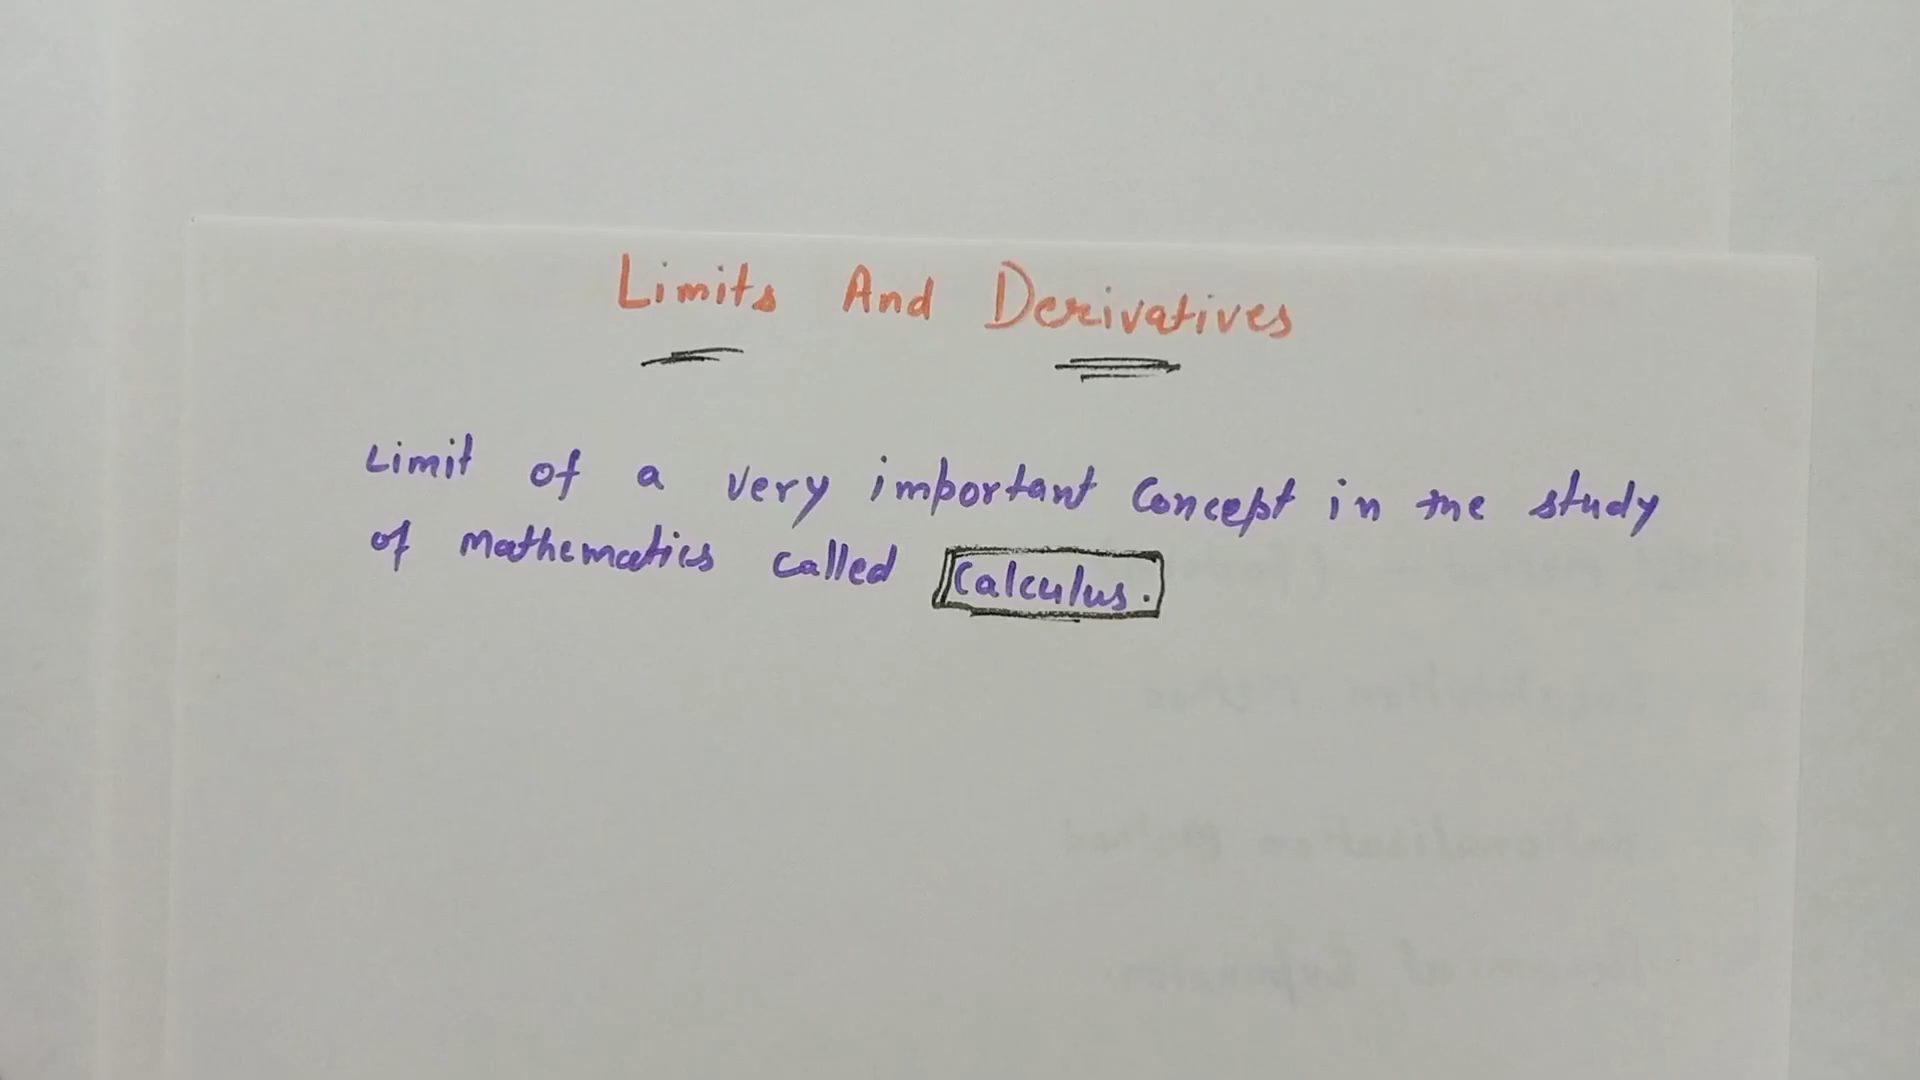 Limits And Derivatives
Limit of a very important Concept in the study
of mathematics called Calculus.